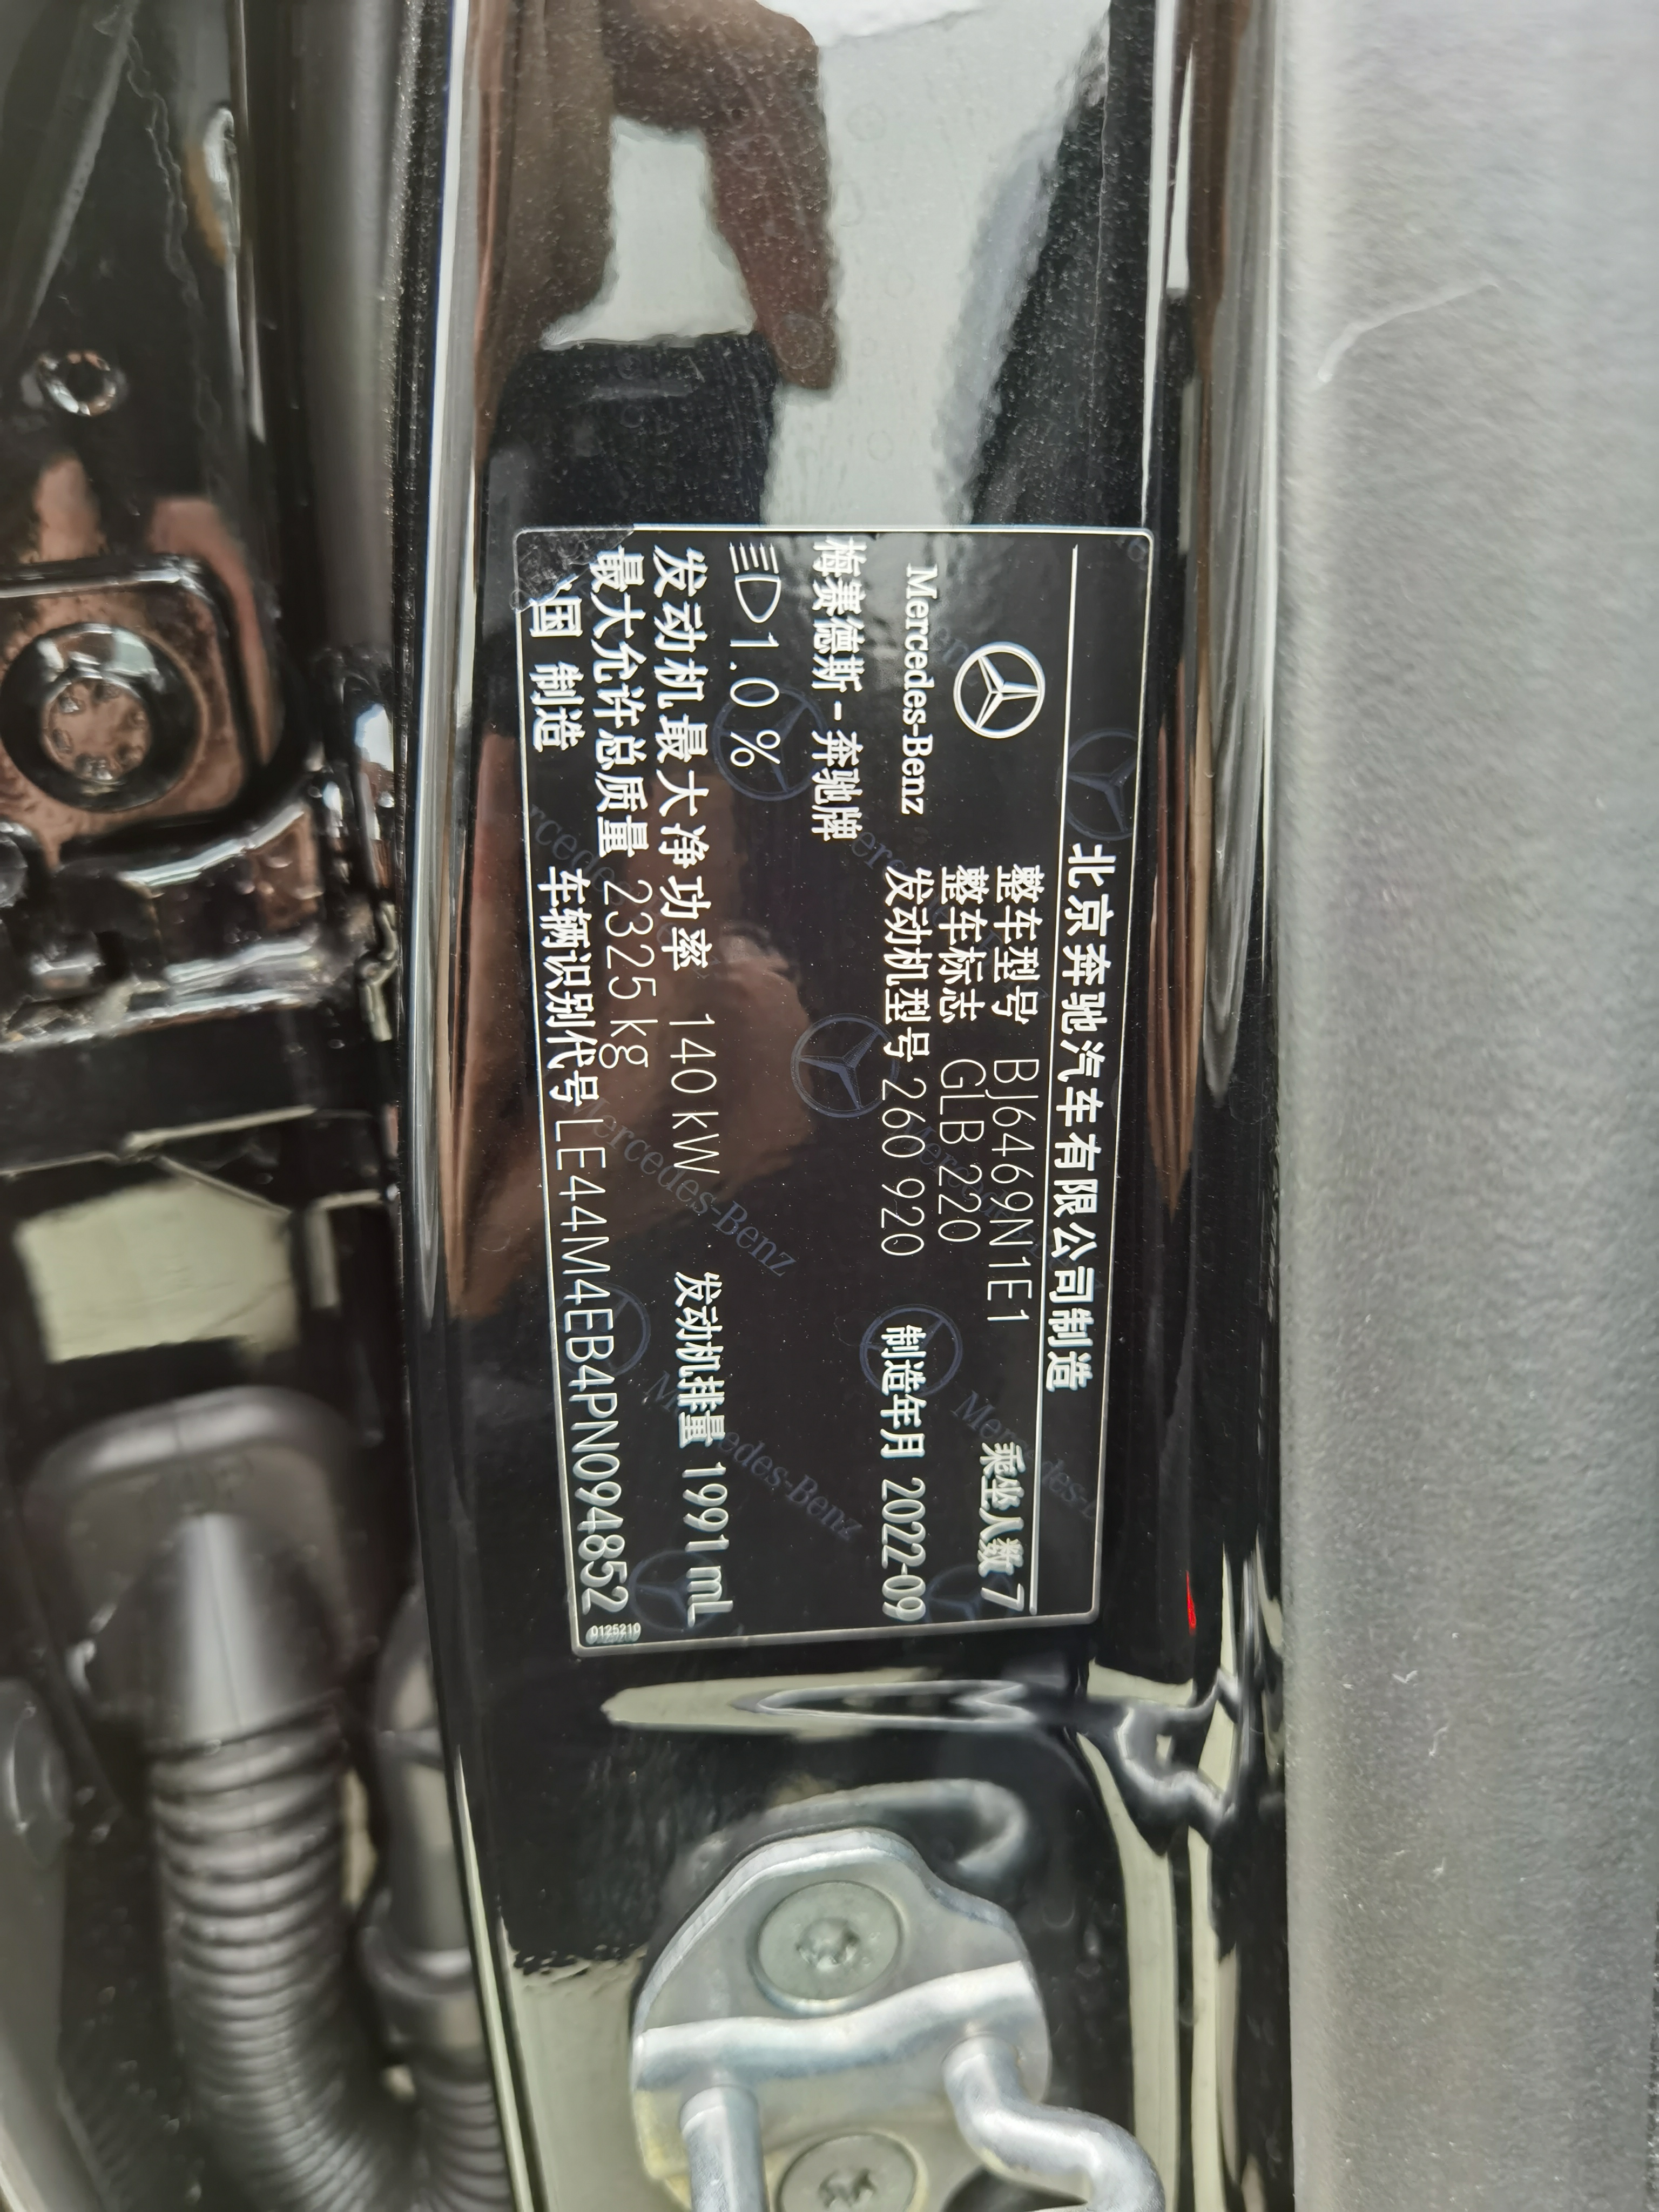 北京奔驰汽车有限公司制造
Mercedes-Benz
整车型号 BJ6469N1E1
乘坐人数 7
整车标志 GLB 220
发动机型号 260 920
制造年月 2022-09
梅赛德斯-奔驰牌
1.0 %
发动机最大净功率 140 kW
发动机排量 1991 mL
最大允许总质量 2325 kg
国 制造
车辆识别代号 LE44M4EB4PN094852
0125210